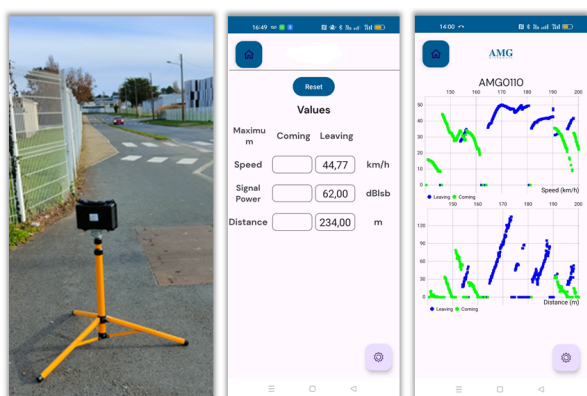 16:49
Reset
Values
Maximu
m
Coming
Leaving
Speed
44,77
km/h
Signal
Power
62,00
dBlsb
Distance
234,00
m
14:00
AMG
AMG0110
150 160 170 180 190 200
50
40
30
20
10
0
Speed (km/h)
Leaving
Coming
150 160 170 180 190 200
120
90
60
30
0
Distance (m)
Leaving
Coming